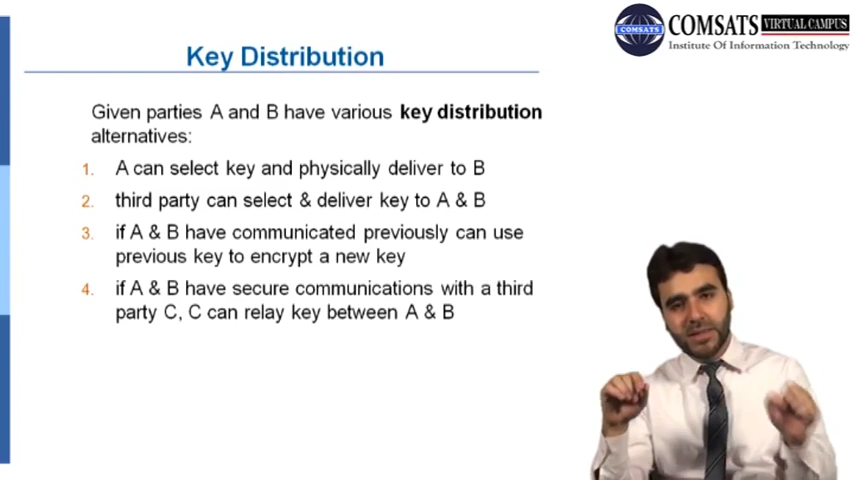 COMSATS VIRTUAL CAMPUS
COMSATS
Institute Of Information Technology
Key Distribution
Given parties A and B have various key distribution
alternatives:
1. A can select key and physically deliver to B
2. third party can select & deliver key to A & B
3. if A & B have communicated previously can use
previous key to encrypt a new key
4. if A & B have secure communications with a third
party C, C can relay key between A & B